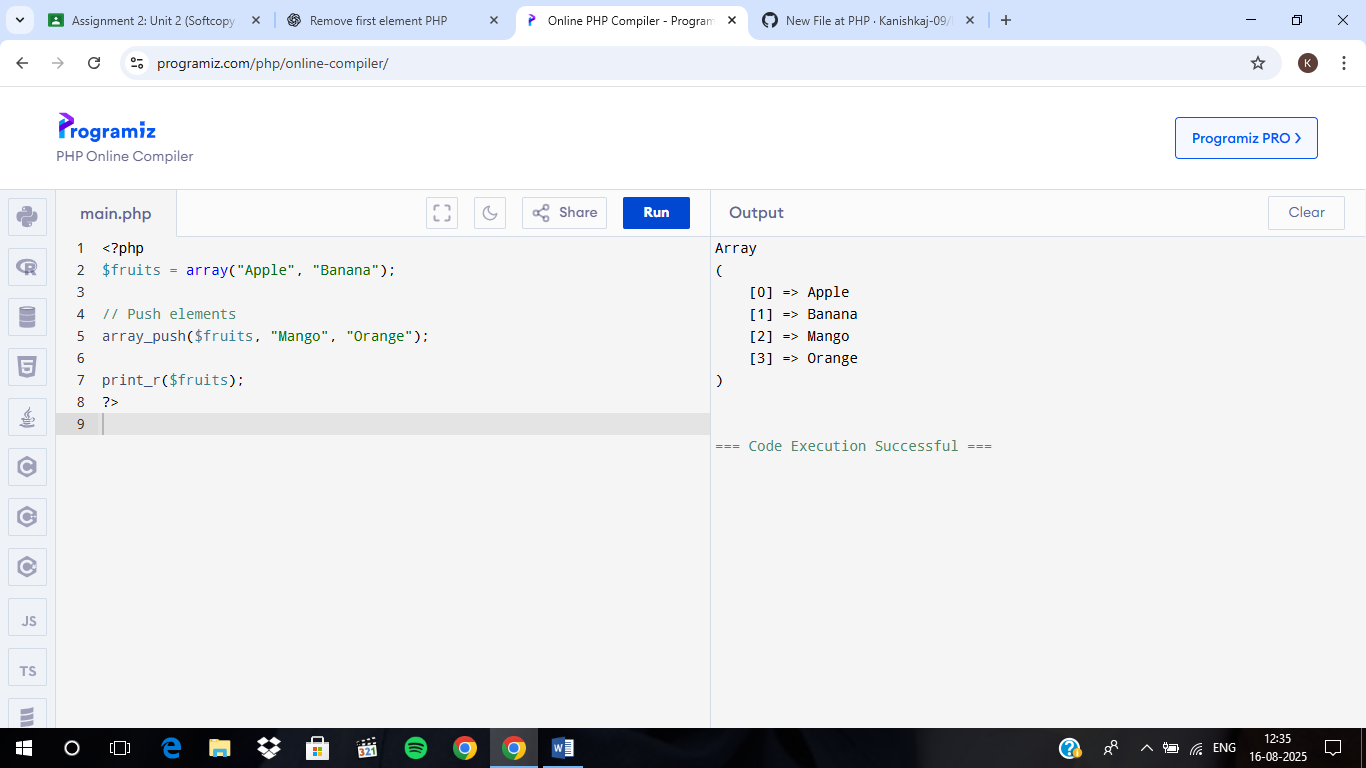 Assignment 2: Unit 2 (Softcopy
Remove first element PHP
Online PHP Compiler - Program
New File at PHP · Kanishkaj-09/
programiz.com/php/online-compiler/
K
Programiz
PHP Online Compiler
Programiz PRO >
main.php
Share
Run
Output
Clear
1 <?php
2 $fruits = array("Apple", "Banana");
3
4 // Push elements
5 array_push($fruits, "Mango", "Orange");
6
7 print_r($fruits);
8 ?>
9
Array
(
    [0] => Apple
    [1] => Banana
    [2] => Mango
    [3] => Orange
)
=== Code Execution Successful ===
JS
TS
321
ENG
12:35
16-08-2025